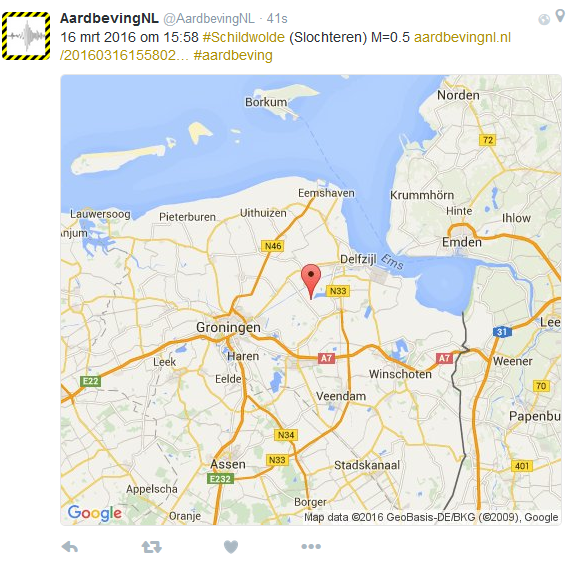 AardbevingNL @AardbevingNL · 41s
16 mrt 2016 om 15:58 #Schildwolde (Slochteren) M=0.5 aardbevingnl.nl
/20160316155802… #aardbeving
Borkum
Norden
72
Lauwersoog
Pieterburen
Uithuizen
Eemshaven
Krummhörn
Hinte
Ihlow
anjum
N46
Emden
Delfzijl
Ems
N33
Groningen
31
Lee
Leek
Haren
A7
A7
Weener
E22
Eelde
Winschoten
70
Veendam
Papenbu
N34
Assen
N33
Stadskanaal
401
E232
Appelscha
Borger
Oranje
Google
Map data ©2016 GeoBasis-DE/BKG (©2009), Google